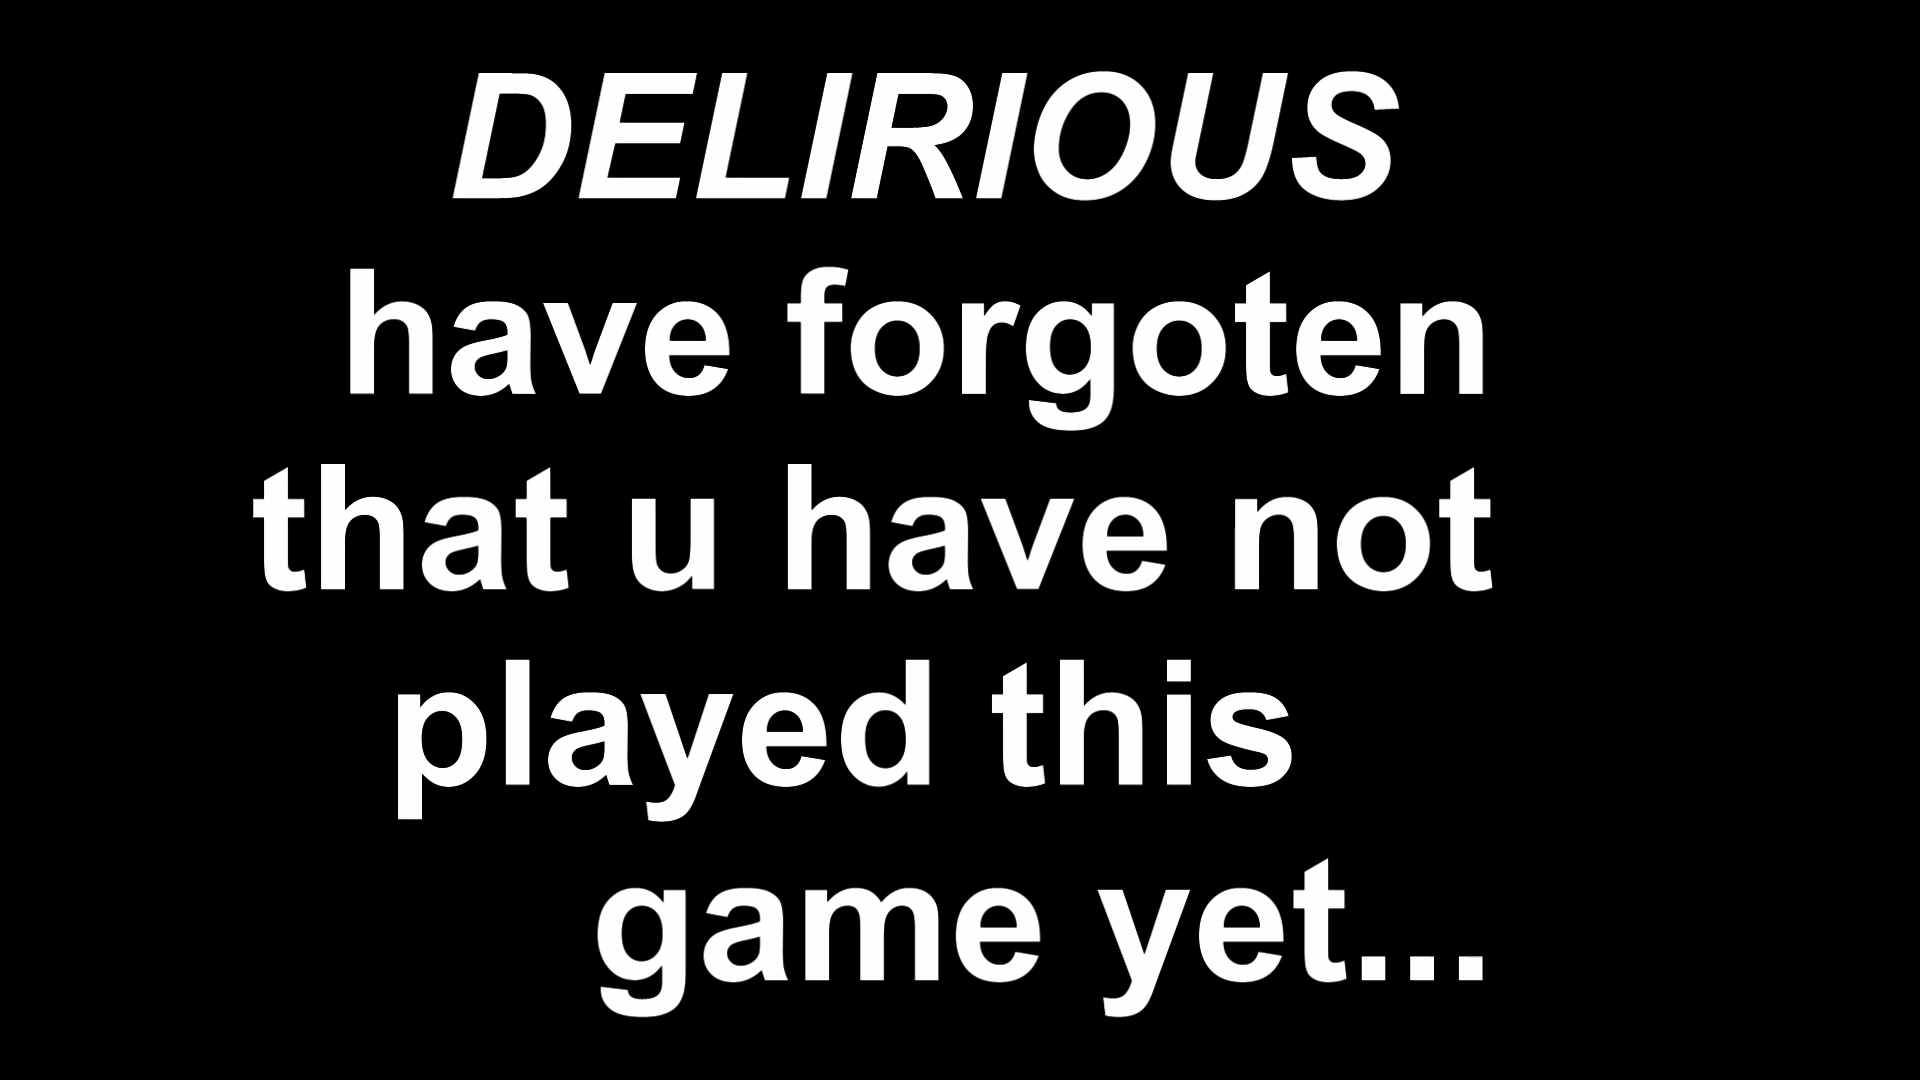 DELIRIOUS
have forgoten
that u have not
played this
game yet...